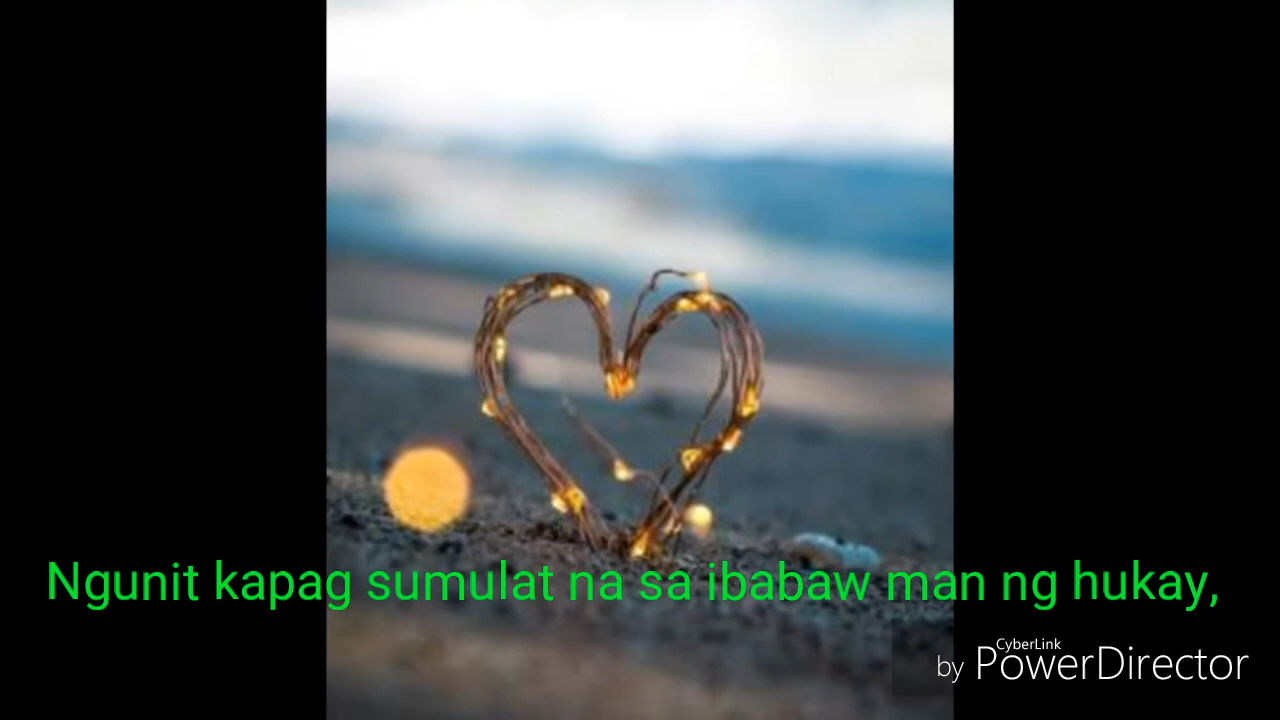 Ngunit kapag sumulat na sa ibabaw man ng hukay,
CyberLink
by PowerDirector